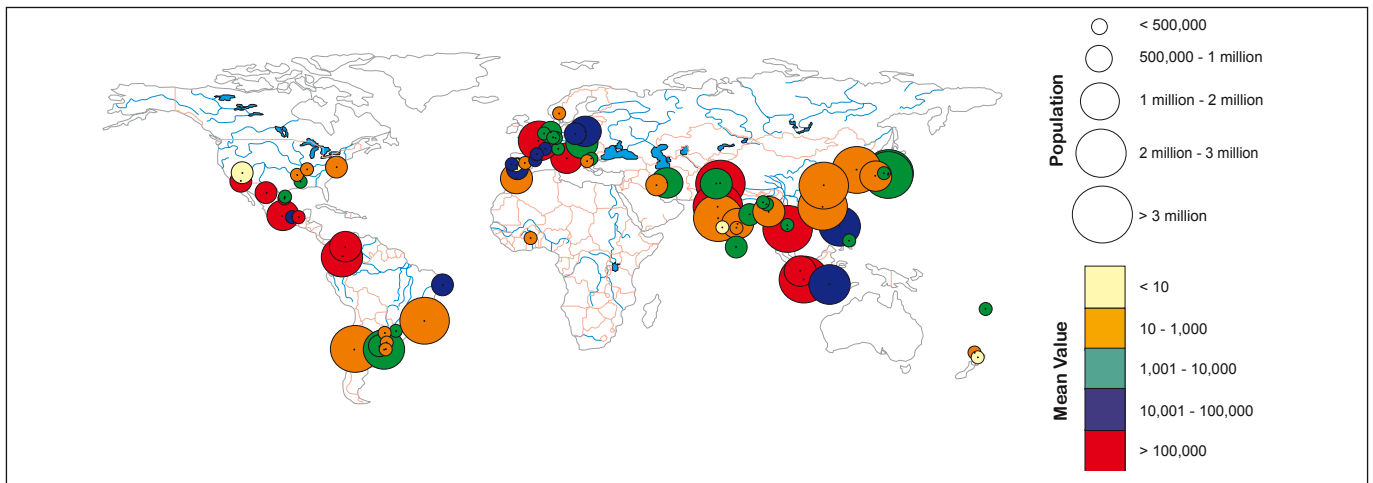 Population
< 500,000
500,000 - 1 million
1 million - 2 million
2 million - 3 million
> 3 million
Mean Value
< 10
10 - 1,000
1,001 - 10,000
10,001 - 100,000
> 100,000